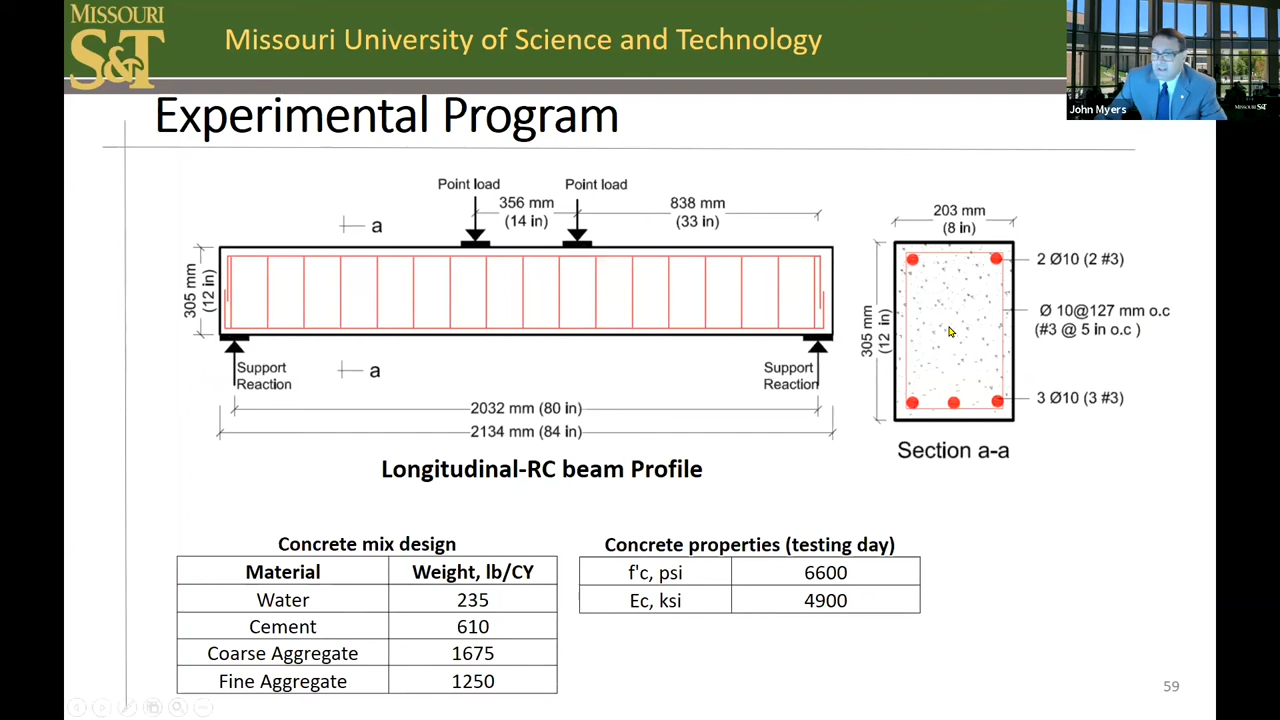 MISSOURI
S&T
Missouri University of Science and Technology
John Myers
MISSOURI S&T
Experimental Program
Point load
Point load
356 mm
(14 in)
838 mm
(33 in)
a
305 mm
(12 in)
Support
Reaction
a
Support
Reaction
2032 mm (80 in)
2134 mm (84 in)
Longitudinal-RC beam Profile
203 mm
(8 in)
2 Ø10 (2 #3)
Ø 10@127 mm o.c
(#3 @ 5 in o.c )
305 mm
(12 in)
3 Ø10 (3 #3)
Section a-a
Concrete mix design
Material Weight, lb/CY
Water 235
Cement 610
Coarse Aggregate 1675
Fine Aggregate 1250
Concrete properties (testing day)
f'c, psi 6600
Ec, ksi 4900
59